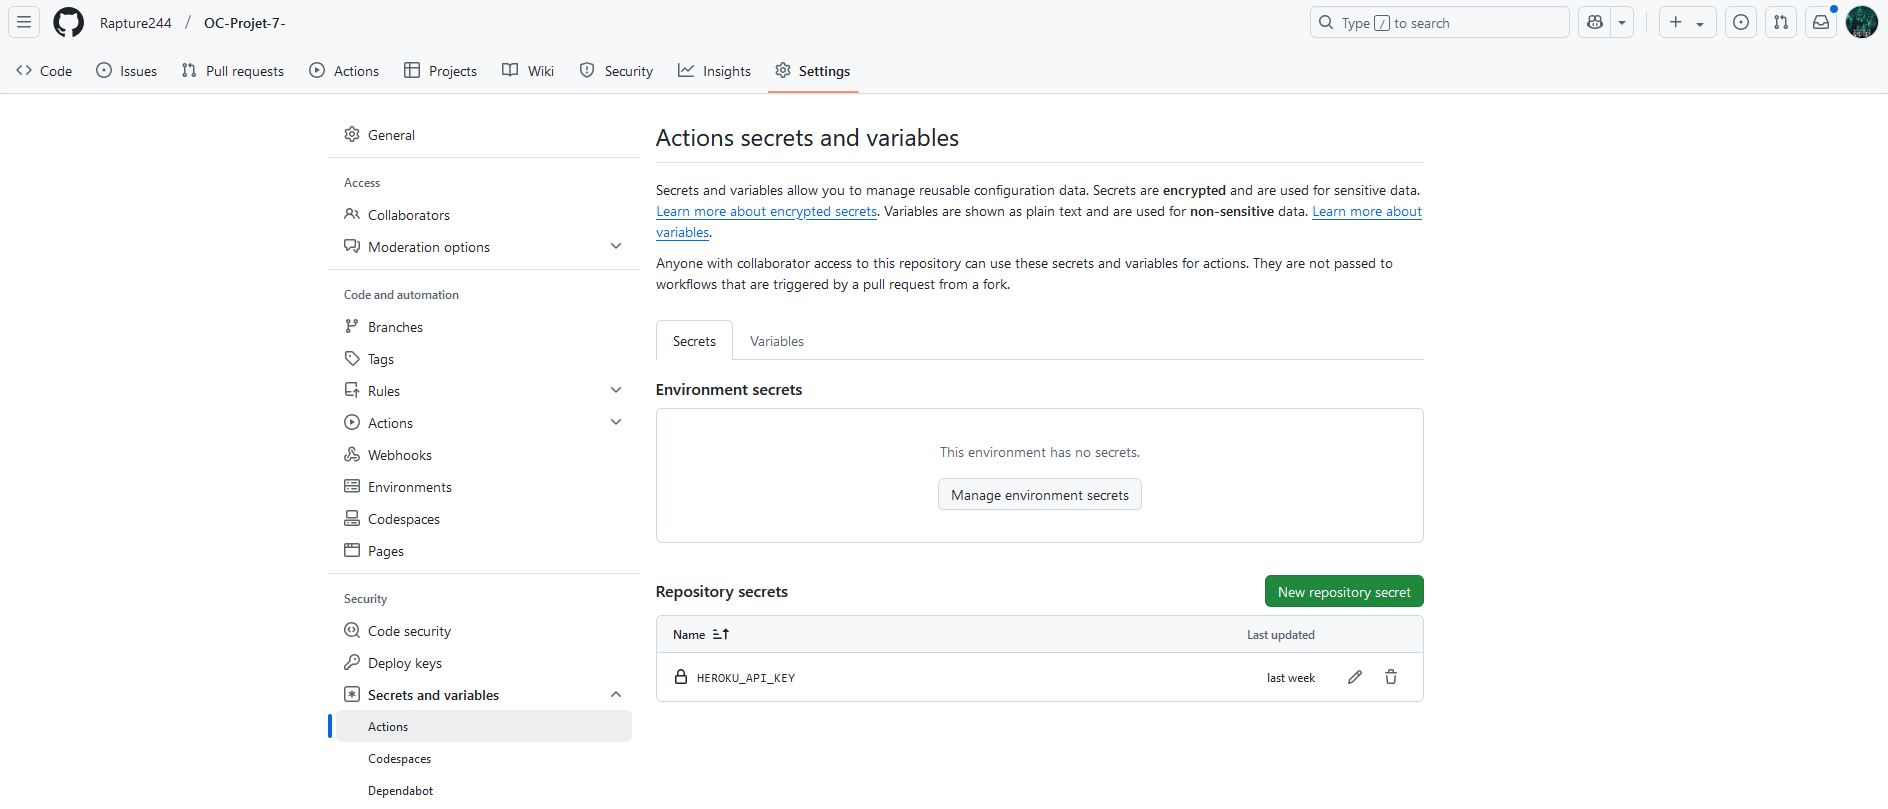 Rapture244 / OC-Projet-7-
Type / to search
Code
Issues
Pull requests
Actions
Projects
Wiki
Security
Insights
Settings
General
Access
Collaborators
Moderation options
Code and automation
Branches
Tags
Rules
Actions
Webhooks
Environments
Codespaces
Pages
Security
Code security
Deploy keys
Secrets and variables
Actions
Codespaces
Dependabot
Actions secrets and variables
Secrets and variables allow you to manage reusable configuration data. Secrets are encrypted and are used for sensitive data.
Learn more about encrypted secrets. Variables are shown as plain text and are used for non-sensitive data. Learn more about
variables.
Anyone with collaborator access to this repository can use these secrets and variables for actions. They are not passed to
workflows that are triggered by a pull request from a fork.
Secrets
Variables
Environment secrets
This environment has no secrets.
Manage environment secrets
Repository secrets
New repository secret
Name
Last updated
HEROKU_API_KEY
last week